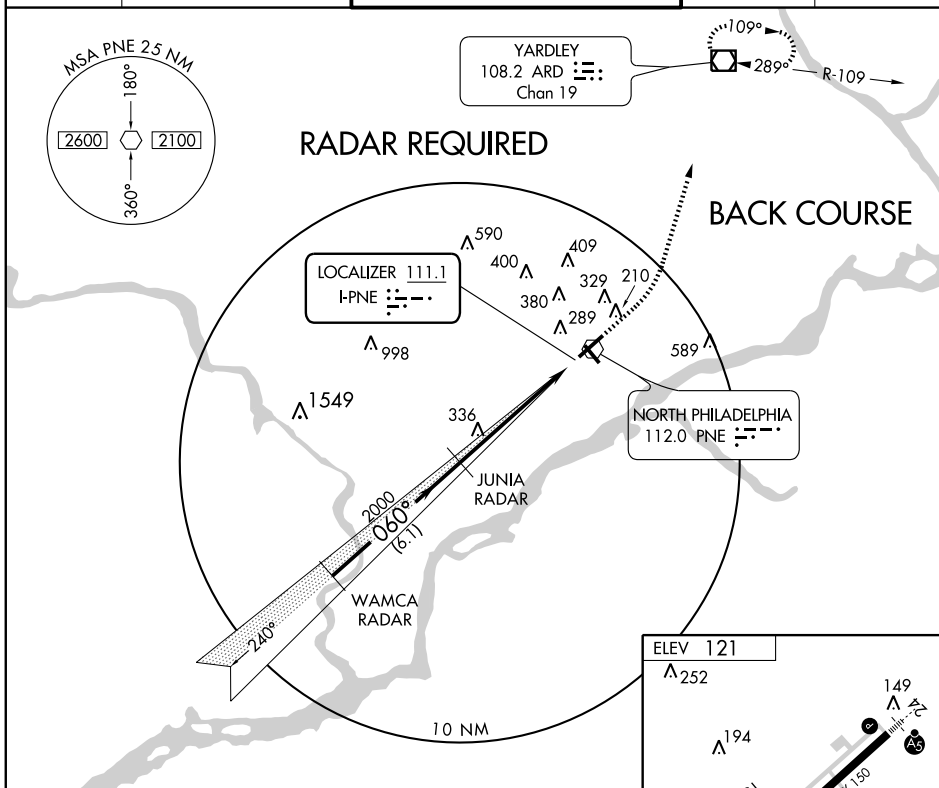 MSA PNE 25 NM
180°
2600
2100
360°
YARDLEY
108.2 ARD
Chan 19
109°
289°
R-109
RADAR REQUIRED
BACK COURSE
LOCALIZER 111.1
I-PNE
590
400
409
380
329
210
289
589
998
1549
336
NORTH PHILADELPHIA
112.0 PNE
JUNIA
RADAR
2000
060°
(6.1)
WAMCA
RADAR
240°
10 NM
ELEV 121
252
149
24
194
P
A5
150